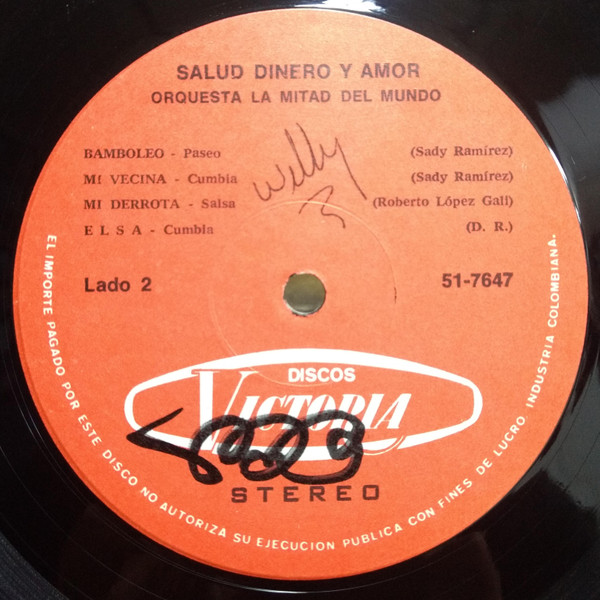 SALUD DINERO Y AMOR
ORQUESTA LA MITAD DEL MUNDO
BAMBOLEO - Paseo (Sady Ramírez)
MI VECINA - Cumbia (Sady Ramírez)
MI DERROTA - Salsa (Roberto López Gali)
E L S A - Cumbia (D. R.)
Willy
Lado 2 51-7647
DISCOS
VICTORIA
STEREO
EL IMPORTE PAGADO POR ESTE DISCO NO AUTORIZA SU EJECUCION PUBLICA CON FINES DE LUCRO. INDUSTRIA COLOMBIANA.